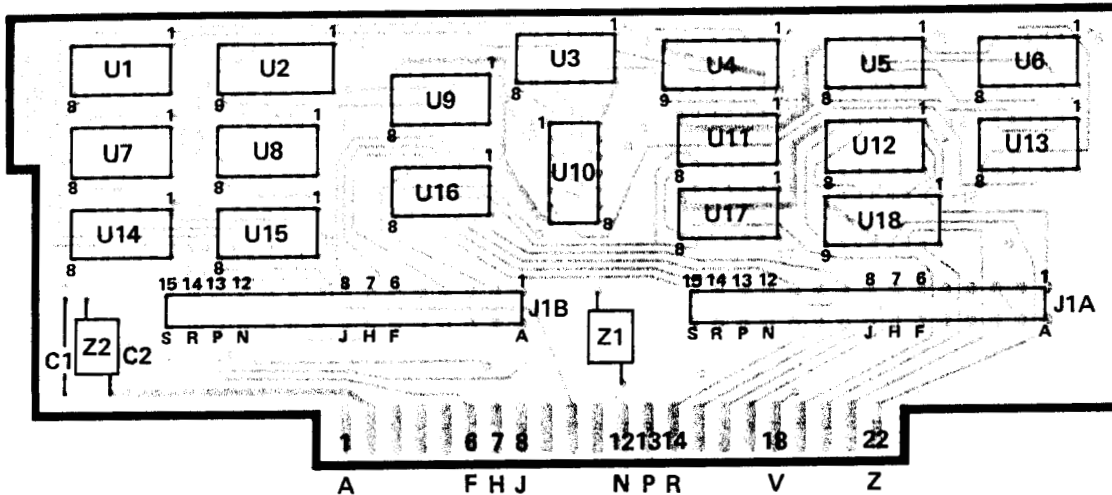 1 1 1 1 1 1
U1 U2 U3 U4 U5 U6
8 8 8 9 8 8
1
U9
8
1 1 1 1 1 1
U7 U8 U10 U11 U12 U13
8 8 8 8 8 8
1
U16
8
1 1 1 1
U14 U15 U17 U18
8 8 8 9
15 14 13 12 8 7 6 1 15 14 13 12 8 7 6 1
J1B J1A
S R P N J H F A S R P N J H F A
C1 Z2 C2 Z1
1 6 7 8 12 13 14 18 22
A F H J N P R V Z